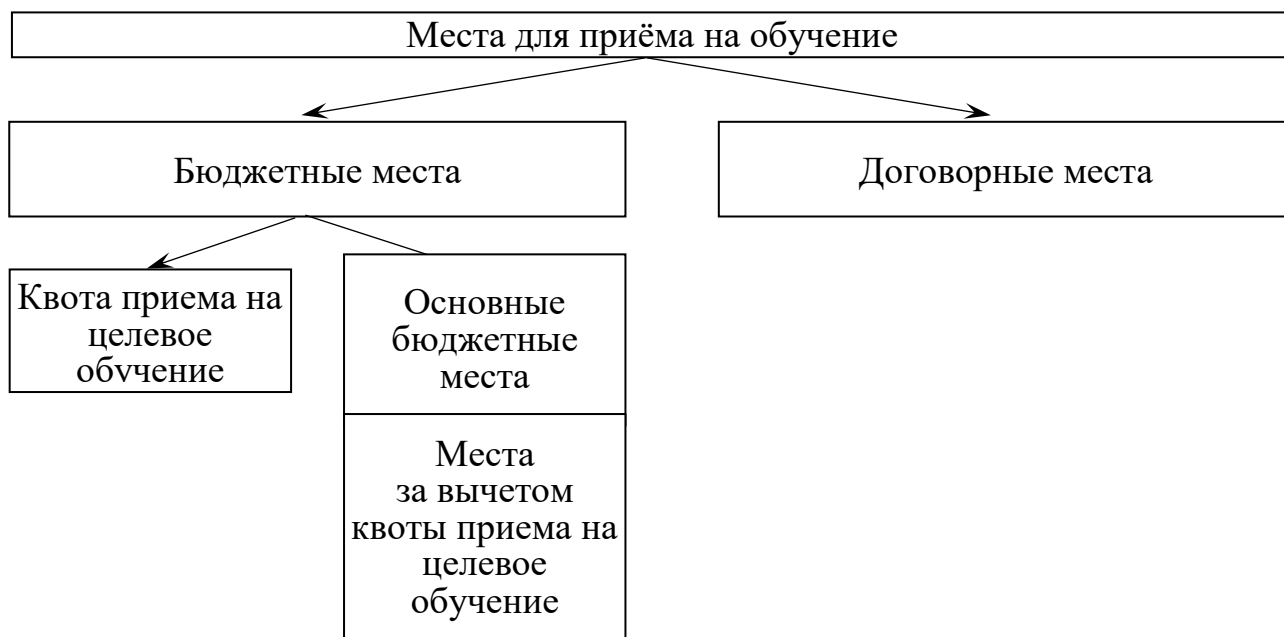 Места для приёма на обучение
Бюджетные места
Договорные места
Квота приема на
целевое
обучение
Основные
бюджетные
места
Места
за вычетом
квоты приема на
целевое
обучение